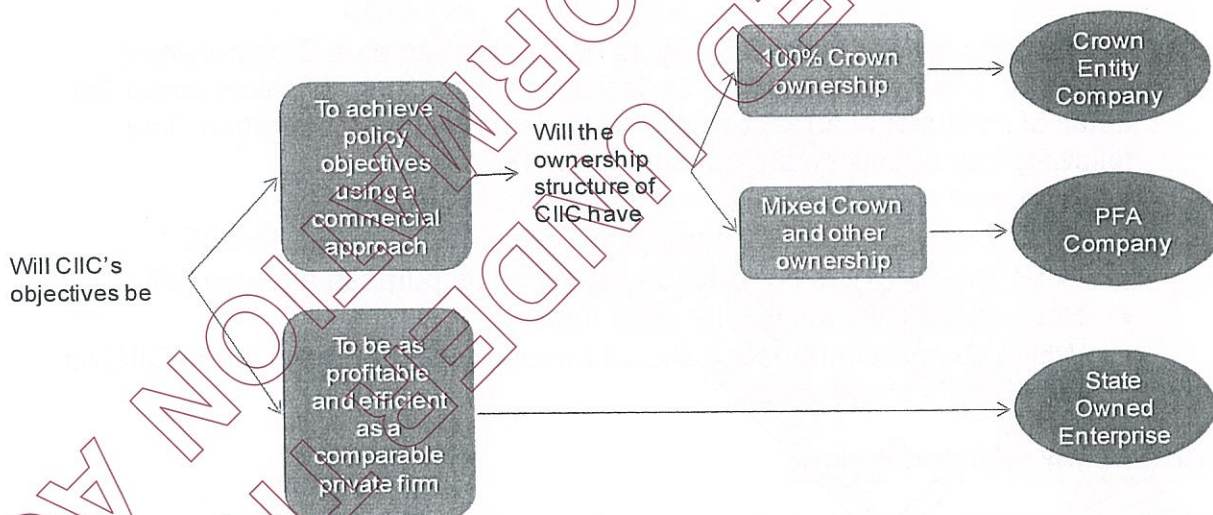 Will CIIC's
objectives be
To achieve
policy
objectives
using a
commercial
approach
Will the
ownership
structure of
CIIC have
100% Crown
ownership
Crown
Entity
Company
Mixed Crown
and other
ownership
PFA
Company
To be as
profitable
and efficient
as a
comparable
private firm
State
Owned
Enterprise